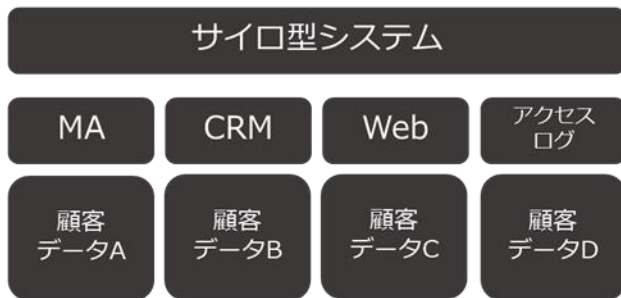 サイロ型システム
MA
CRM
Web
アクセス
ログ
顧客
データA
顧客
データB
顧客
データC
顧客
データD